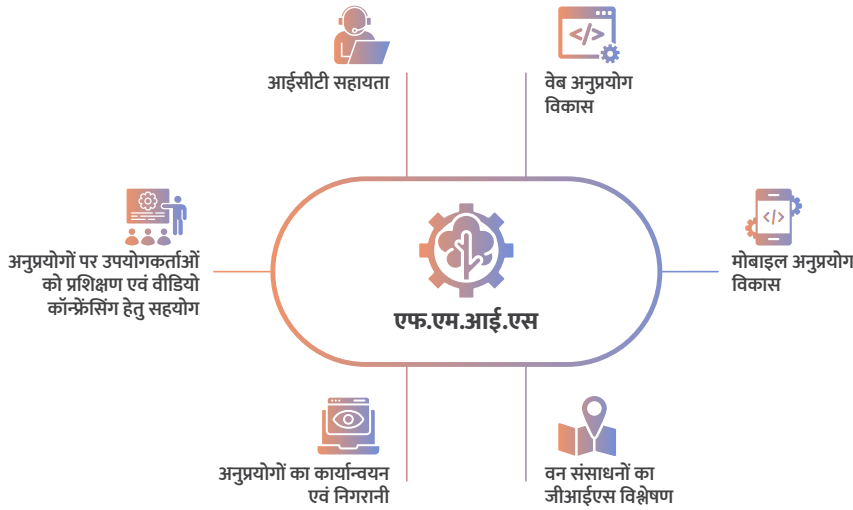 आईसीटी सहायता
वेब अनुप्रयोग
विकास
अनुप्रयोगों पर उपयोगकर्ताओं
को प्रशिक्षण एवं वीडियो
कॉन्फ्रेंसिंग हेतु सहयोग
एफ.एम.आई.एस
मोबाइल अनुप्रयोग
विकास
अनुप्रयोगों का कार्यान्वयन
एवं निगरानी
वन संसाधनों का
जीआईएस विश्लेषण